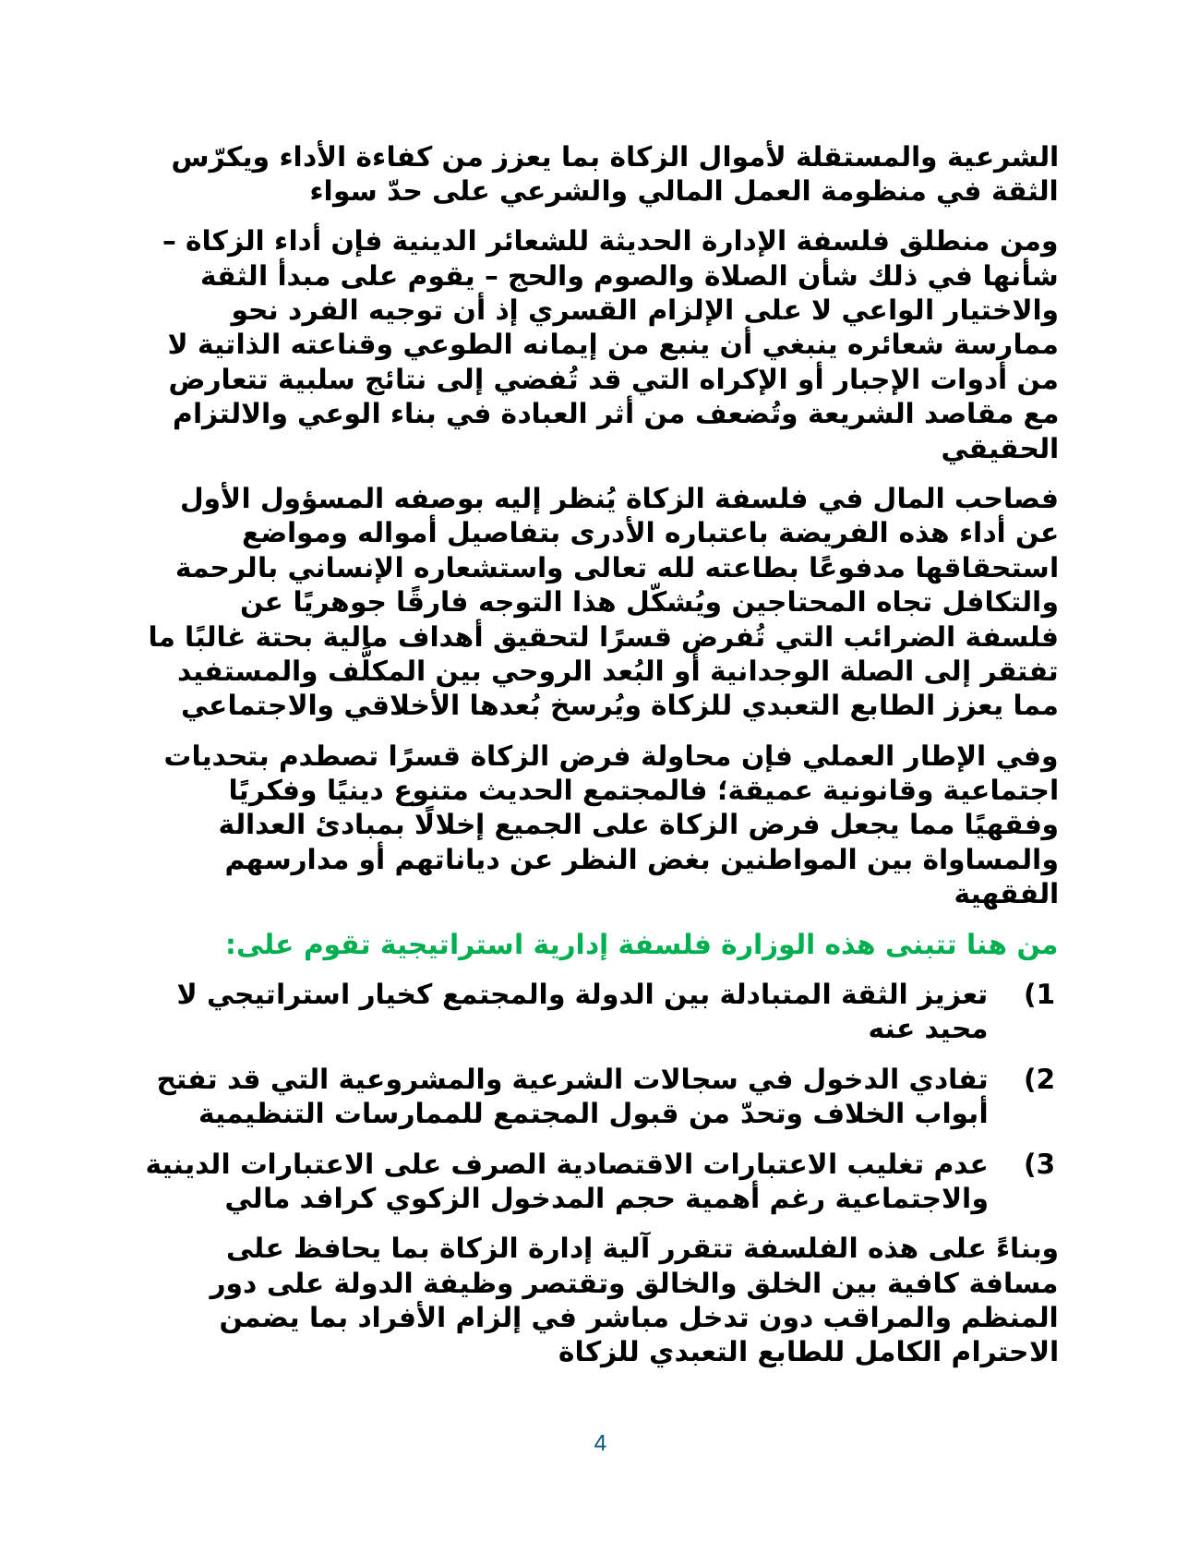 الشرعية والمستقلة لأموال الزكاة بما يعزز من كفاءة الأداء ويكرّس
الثقة في منظومة العمل المالي والشرعي على حدّ سواء
ومن منطلق فلسفة الإدارة الحديثة للشعائر الدينية فإن أداء الزكاة –
شأنها في ذلك شأن الصلاة والصوم والحج – يقوم على مبدأ الثقة
والاختيار الواعي لا على الإلزام القسري إذ أن توجيه الفرد نحو
ممارسة شعائره ينبغي أن ينبع من إيمانه الطوعي وقناعته الذاتية لا
من أدوات الإجبار أو الإكراه التي قد تُفضي إلى نتائج سلبية تتعارض
مع مقاصد الشريعة وتُضعف من أثر العبادة في بناء الوعي والالتزام
الحقيقي
فصاحب المال في فلسفة الزكاة يُنظر إليه بوصفه المسؤول الأول
عن أداء هذه الفريضة باعتباره الأدرى بتفاصيل أمواله ومواضع
استحقاقها مدفوعًا بطاعته لله تعالى واستشعاره الإنساني بالرحمة
والتكافل تجاه المحتاجين ويُشكّل هذا التوجه فارقًا جوهريًا عن
فلسفة الضرائب التي تُفرض قسرًا لتحقيق أهداف مالية بحتة غالبًا ما
تفتقر إلى الصلة الوجدانية أو البُعد الروحي بين المكلَّف والمستفيد
مما يعزز الطابع التعبدي للزكاة ويُرسخ بُعدها الأخلاقي والاجتماعي
وفي الإطار العملي فإن محاولة فرض الزكاة قسرًا تصطدم بتحديات
اجتماعية وقانونية عميقة؛ فالمجتمع الحديث متنوع دينيًا وفكريًا
وفقهيًا مما يجعل فرض الزكاة على الجميع إخلالًا بمبادئ العدالة
والمساواة بين المواطنين بغض النظر عن دياناتهم أو مدارسهم
الفقهية
من هنا تتبنى هذه الوزارة فلسفة إدارية استراتيجية تقوم على:
1) تعزيز الثقة المتبادلة بين الدولة والمجتمع كخيار استراتيجي لا
محيد عنه
2) تفادي الدخول في سجالات الشرعية والمشروعية التي قد تفتح
أبواب الخلاف وتحدّ من قبول المجتمع للممارسات التنظيمية
3) عدم تغليب الاعتبارات الاقتصادية الصرف على الاعتبارات الدينية
والاجتماعية رغم أهمية حجم المدخول الزكوي كرافد مالي
وبناءً على هذه الفلسفة تتقرر آلية إدارة الزكاة بما يحافظ على
مسافة كافية بين الخلق والخالق وتقتصر وظيفة الدولة على دور
المنظم والمراقب دون تدخل مباشر في إلزام الأفراد بما يضمن
الاحترام الكامل للطابع التعبدي للزكاة
4